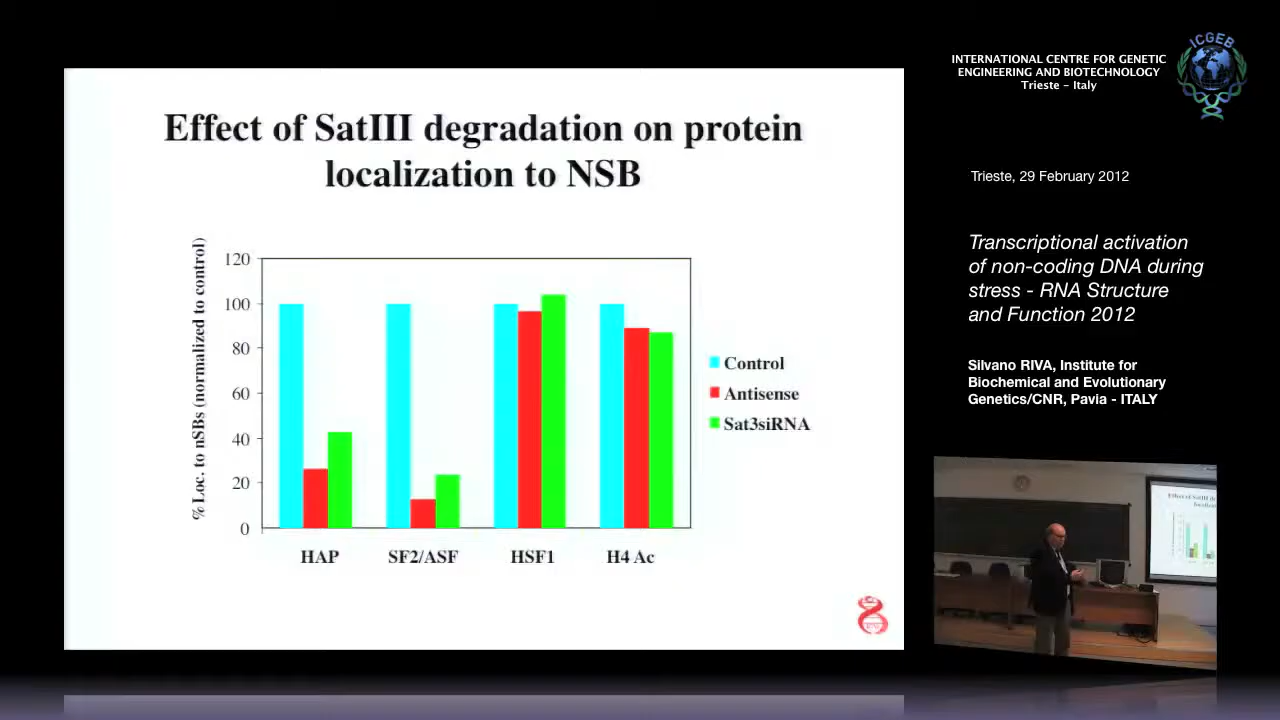 Effect of SatIII degradation on protein
localization to NSB
% Loc. to nSBs (normalized to control)
120
100
80
60
40
20
0
HAP
SF2/ASF
HSF1
H4 Ac
Control
Antisense
Sat3siRNA
INTERNATIONAL CENTRE FOR GENETIC
ENGINEERING AND BIOTECHNOLOGY
Trieste - Italy
ICGEB
Trieste, 29 February 2012
Transcriptional activation
of non-coding DNA during
stress - RNA Structure
and Function 2012
Silvano RIVA, Institute for
Biochemical and Evolutionary
Genetics/CNR, Pavia - ITALY